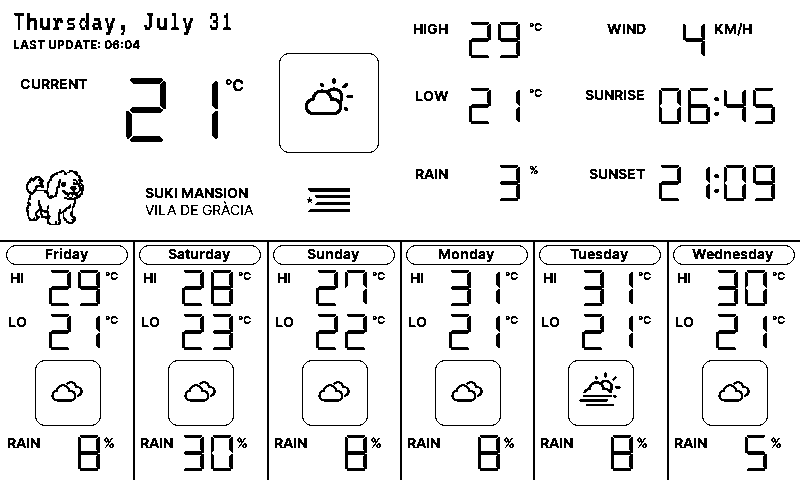 Thursday, July 31
LAST UPDATE: 06:04
CURRENT 21 °C
HIGH 29 °C
LOW 21 °C
RAIN 3 %
WIND 4 KM/H
SUNRISE 06:45
SUNSET 21:09
SUKI MANSION
VILA DE GRÀCIA
Friday
HI 29 °C
LO 21 °C
RAIN 8 %
Saturday
HI 28 °C
LO 23 °C
RAIN 30 %
Sunday
HI 27 °C
LO 22 °C
RAIN 8 %
Monday
HI 31 °C
LO 21 °C
RAIN 8 %
Tuesday
HI 31 °C
LO 21 °C
RAIN 8 %
Wednesday
HI 30 °C
LO 21 °C
RAIN 5 %